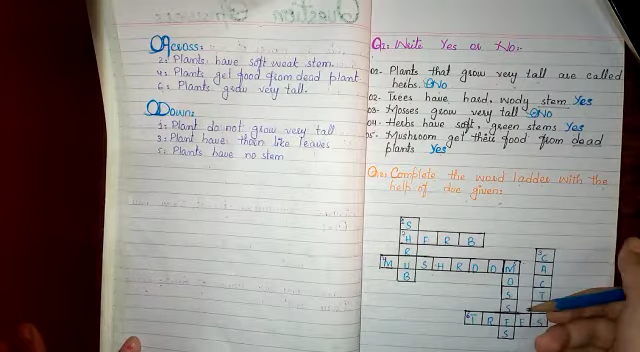 Across:
2: Plants have soft weak stem.
4: Plants get food from dead plant
6: Plants grow very tall.
Down:
1: Plant do not grow very tall
3: Plant have thorn like leaves
5: Plants have no stem
Q2: Write Yes or No:
01- Plants that grow very tall are called
herbs. No
02- Trees have hard, wody stem Yes
03- Mosses grow very tall No
04- Herbs have soft, green stems Yes
05- Mushroom get their food from dead
plants Yes
Complete the word ladder with the
help of clue given:
S
H E R B
R
M U S H R O O M
B
O
S
S
C
A
C
T
T R E E S
S